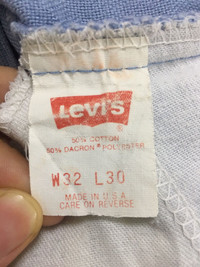 Levi's
®
50% COTTON
50% DACRON® POLYESTER
W32 L30
MADE IN U.S.A.
CARE ON REVERSE